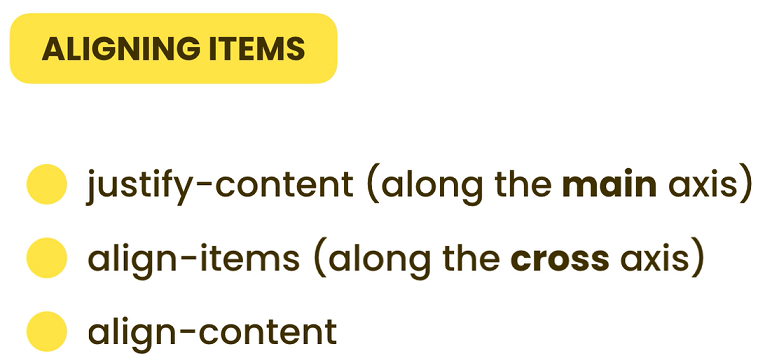 ALIGNING ITEMS
justify-content (along the main axis)
align-items (along the cross axis)
align-content